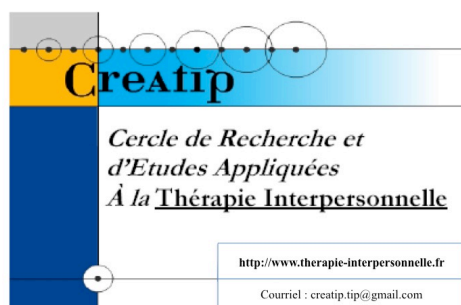 Creatip
Cercle de Recherche et
d'Etudes Appliquées
À la Thérapie Interpersonnelle
http://www.therapie-interpersonnelle.fr
Courriel : creatip.tip@gmail.com